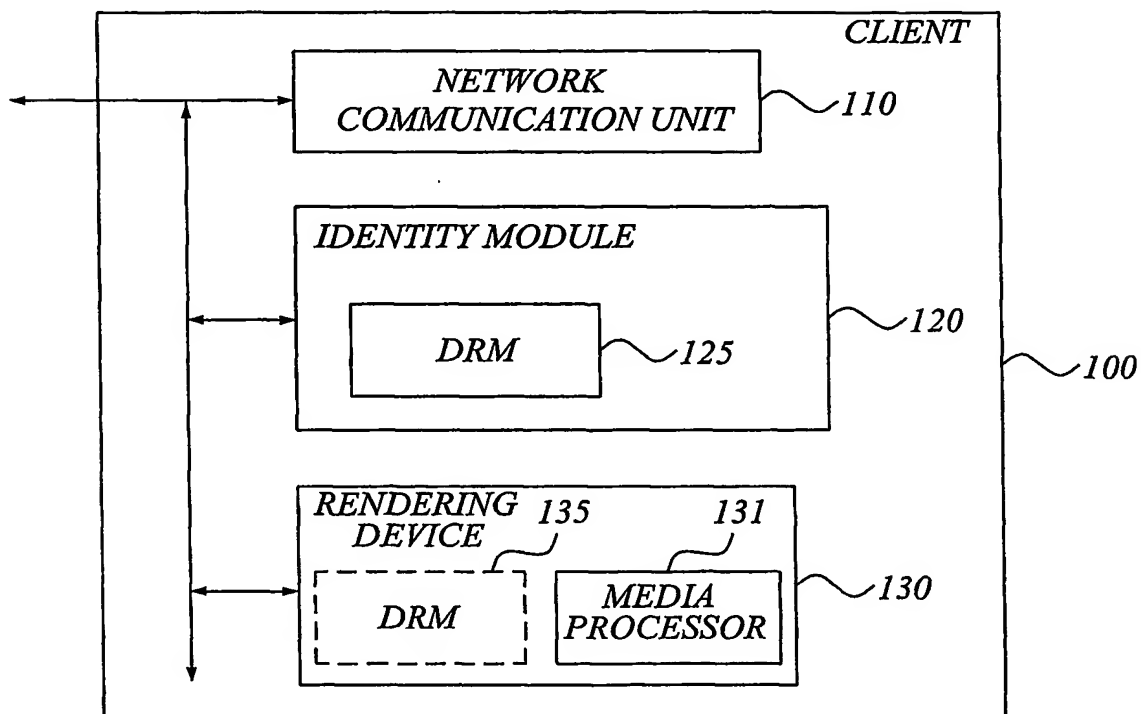 CLIENT
NETWORK
COMMUNICATION UNIT
110
IDENTITY MODULE
DRM
125
120
100
RENDERING
DEVICE
135
131
DRM
MEDIA
PROCESSOR
130